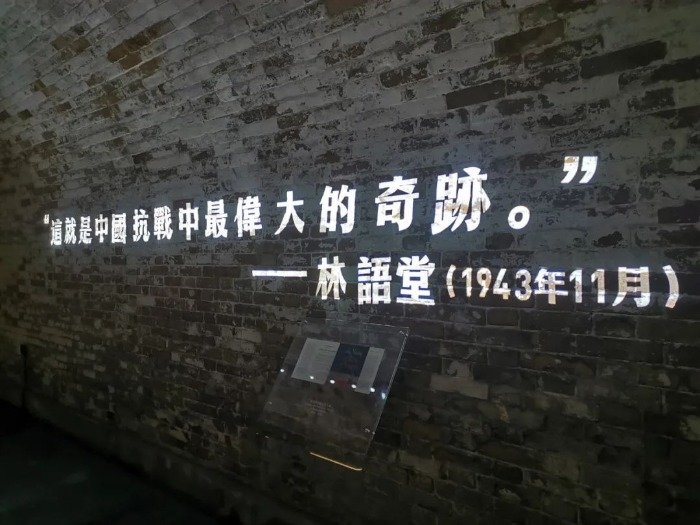 “這就是中國抗戰中最偉大的奇跡。”
——林語堂（1943年11月）